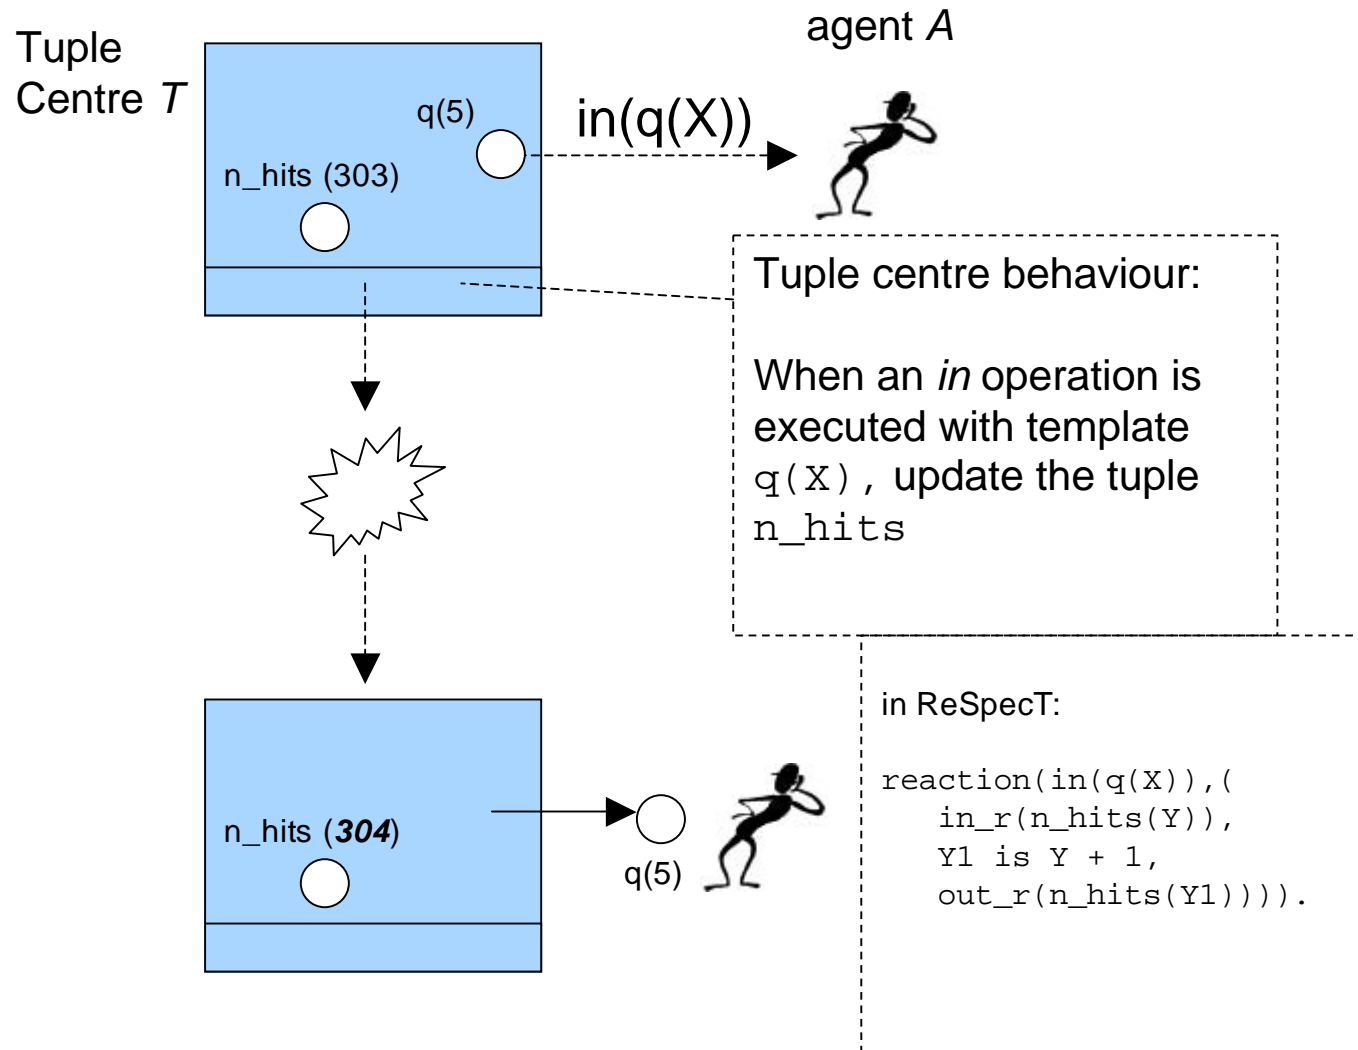 Tuple
Centre T
agent A
q(5)
in(q(X))
n_hits (303)
Tuple centre behaviour:
When an in operation is
executed with template
q(X), update the tuple
n_hits
n_hits (304)
q(5)
in ReSpecT:
reaction(in(q(X)),(
in_r(n_hits(Y)),
Y1 is Y + 1,
out_r(n_hits(Y1)))).